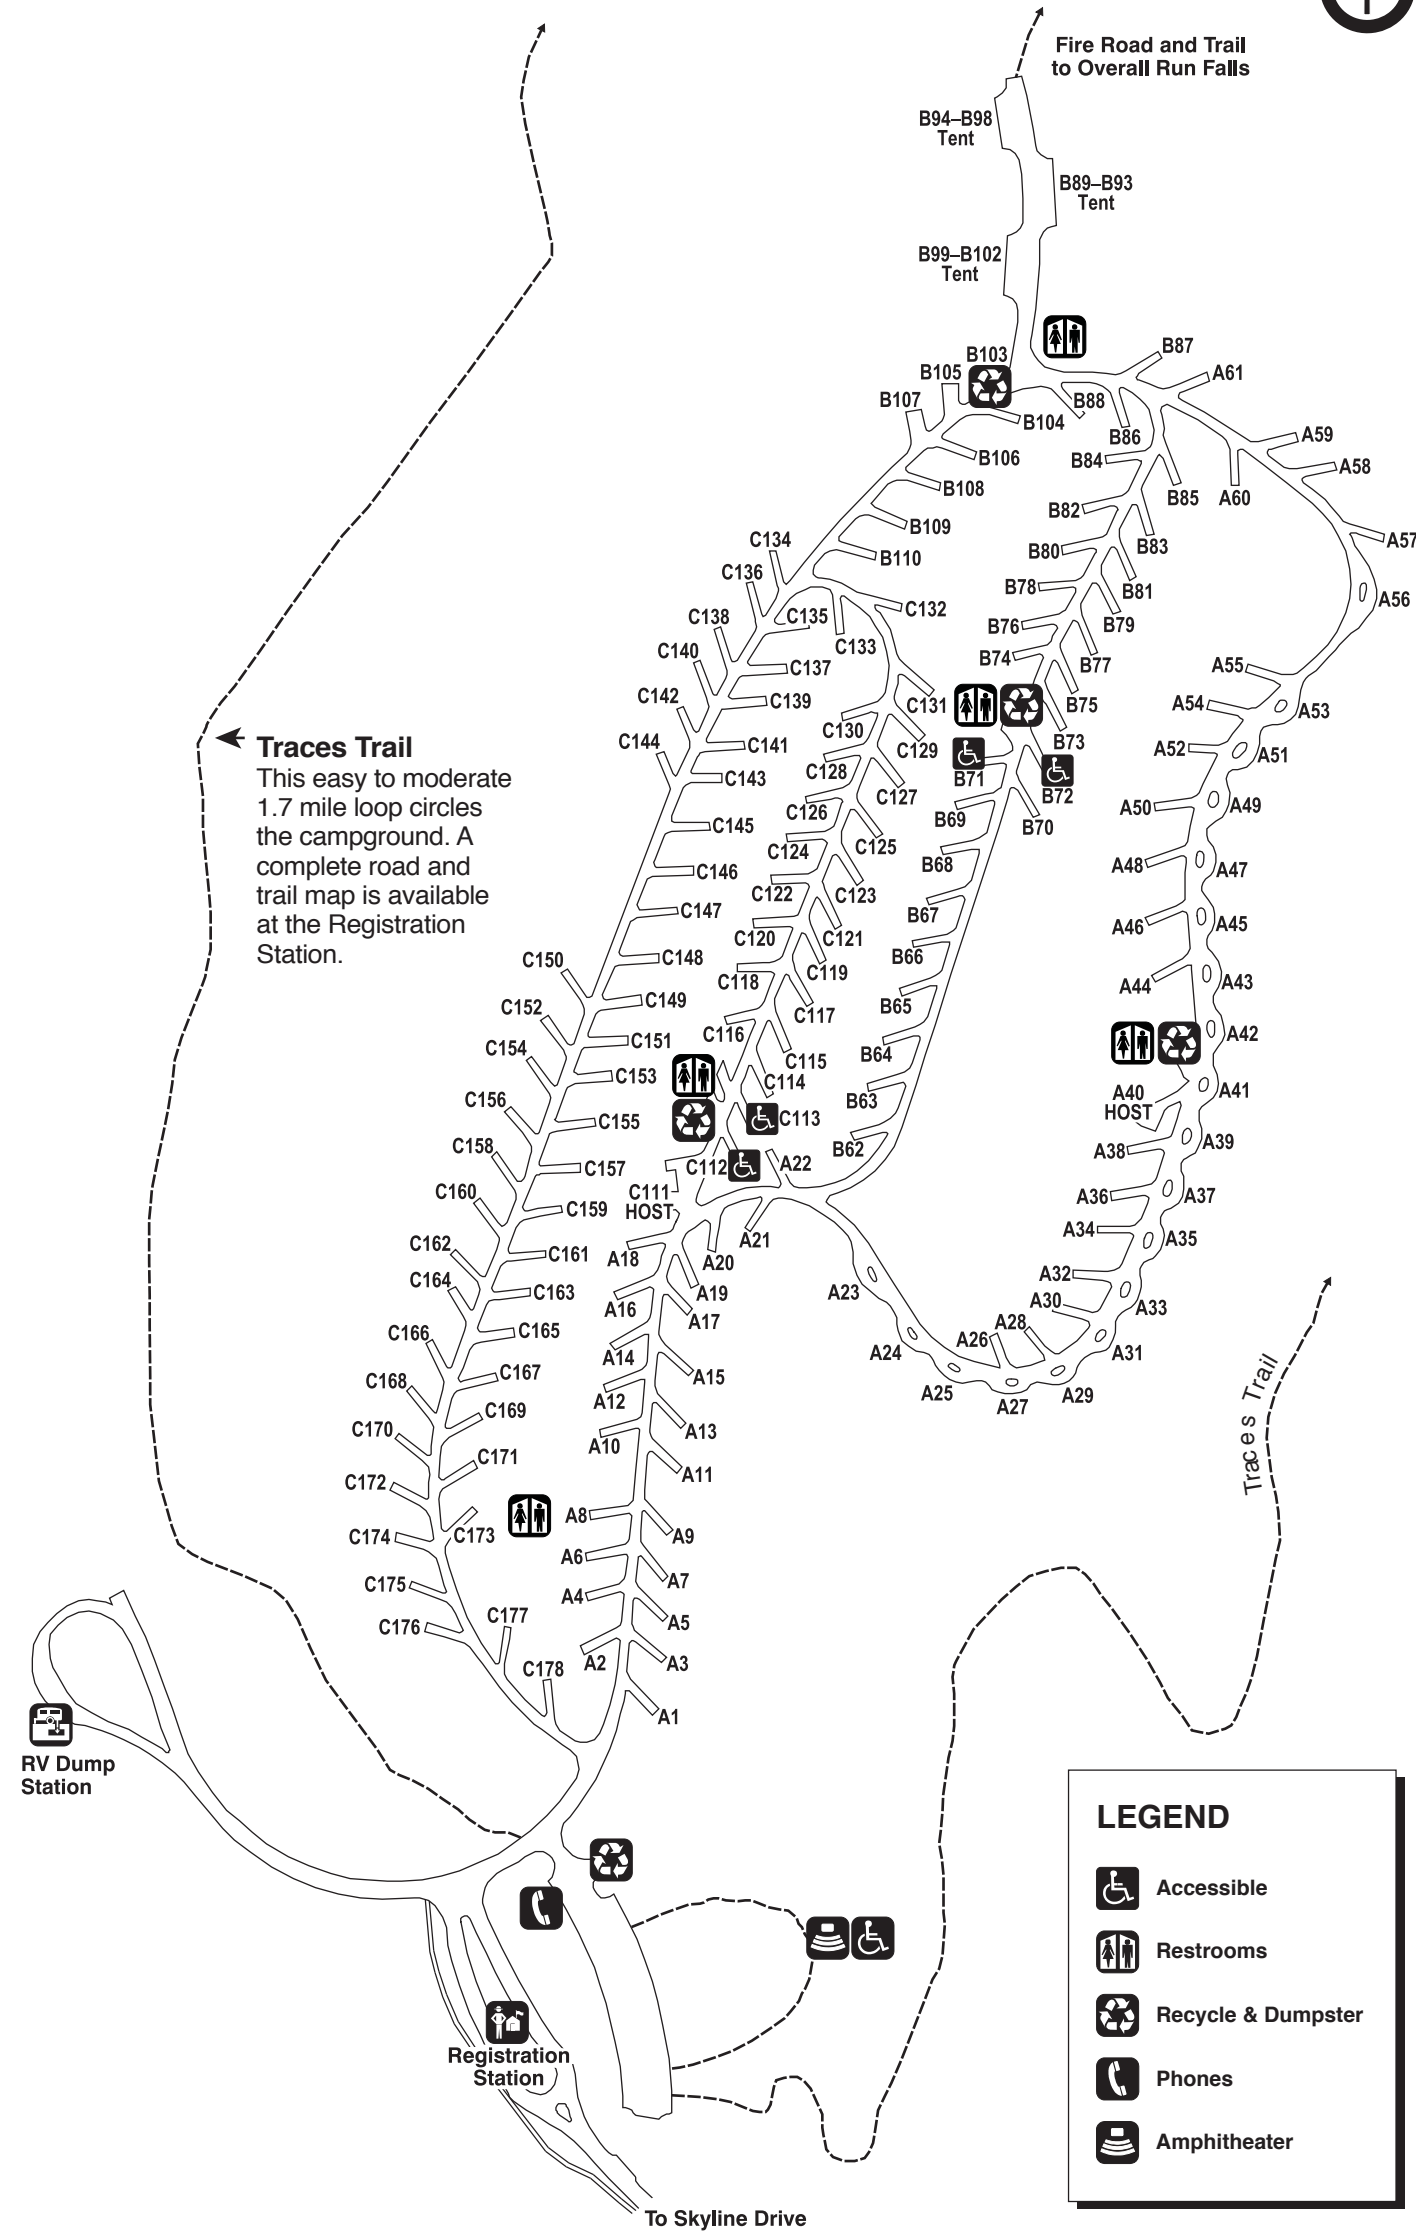 Fire Road and Trail
to Overall Run Falls
B94–B98
Tent
B89–B93
Tent
B99–B102
Tent
B103
B87
B105
A61
B107
B88
B104
B86
A59
B106
B84
A58
B108
B85
A60
B82
B109
A57
C134
B80
B83
B110
C136
B78
B81
A56
C132
C138
C135
B76
B79
C133
C140
B74
B77
A55
C137
C142
C139
C131
B75
A54
A53
C130
C144
C141
C129
B73
A52
A51
C143
C128
B71
B72
C127
A50
A49
C126
B69
B70
C145
C124
C125
B68
A48
A47
C146
C122
C123
B67
C147
C120
C121
A46
A45
B66
C148
C119
C150
C118
A44
A43
C149
B65
C152
C117
C116
A42
C151
B64
C154
C115
C153
C114
A40
HOST
A41
C156
B63
C155
C113
A39
C158
B62
A38
C157
C112
A22
C160
C111
HOST
A36
A37
C159
A34
A35
C162
C161
A18
A20
A21
C164
A32
C163
A19
A23
A30
A33
A16
A17
C166
C165
A28
A26
A24
A31
A14
C168
C167
A15
A25
A27
A29
A12
C170
C169
A13
A10
C171
A11
C172
A8
C174
C173
A9
A6
C175
A7
A4
C176
C177
A5
A2
A3
C178
A1
Traces Trail
This easy to moderate
1.7 mile loop circles
the campground. A
complete road and
trail map is available
at the Registration
Station.
Traces Trail
RV Dump
Station
Registration
Station
To Skyline Drive
LEGEND
Accessible
Restrooms
Recycle & Dumpster
Phones
Amphitheater